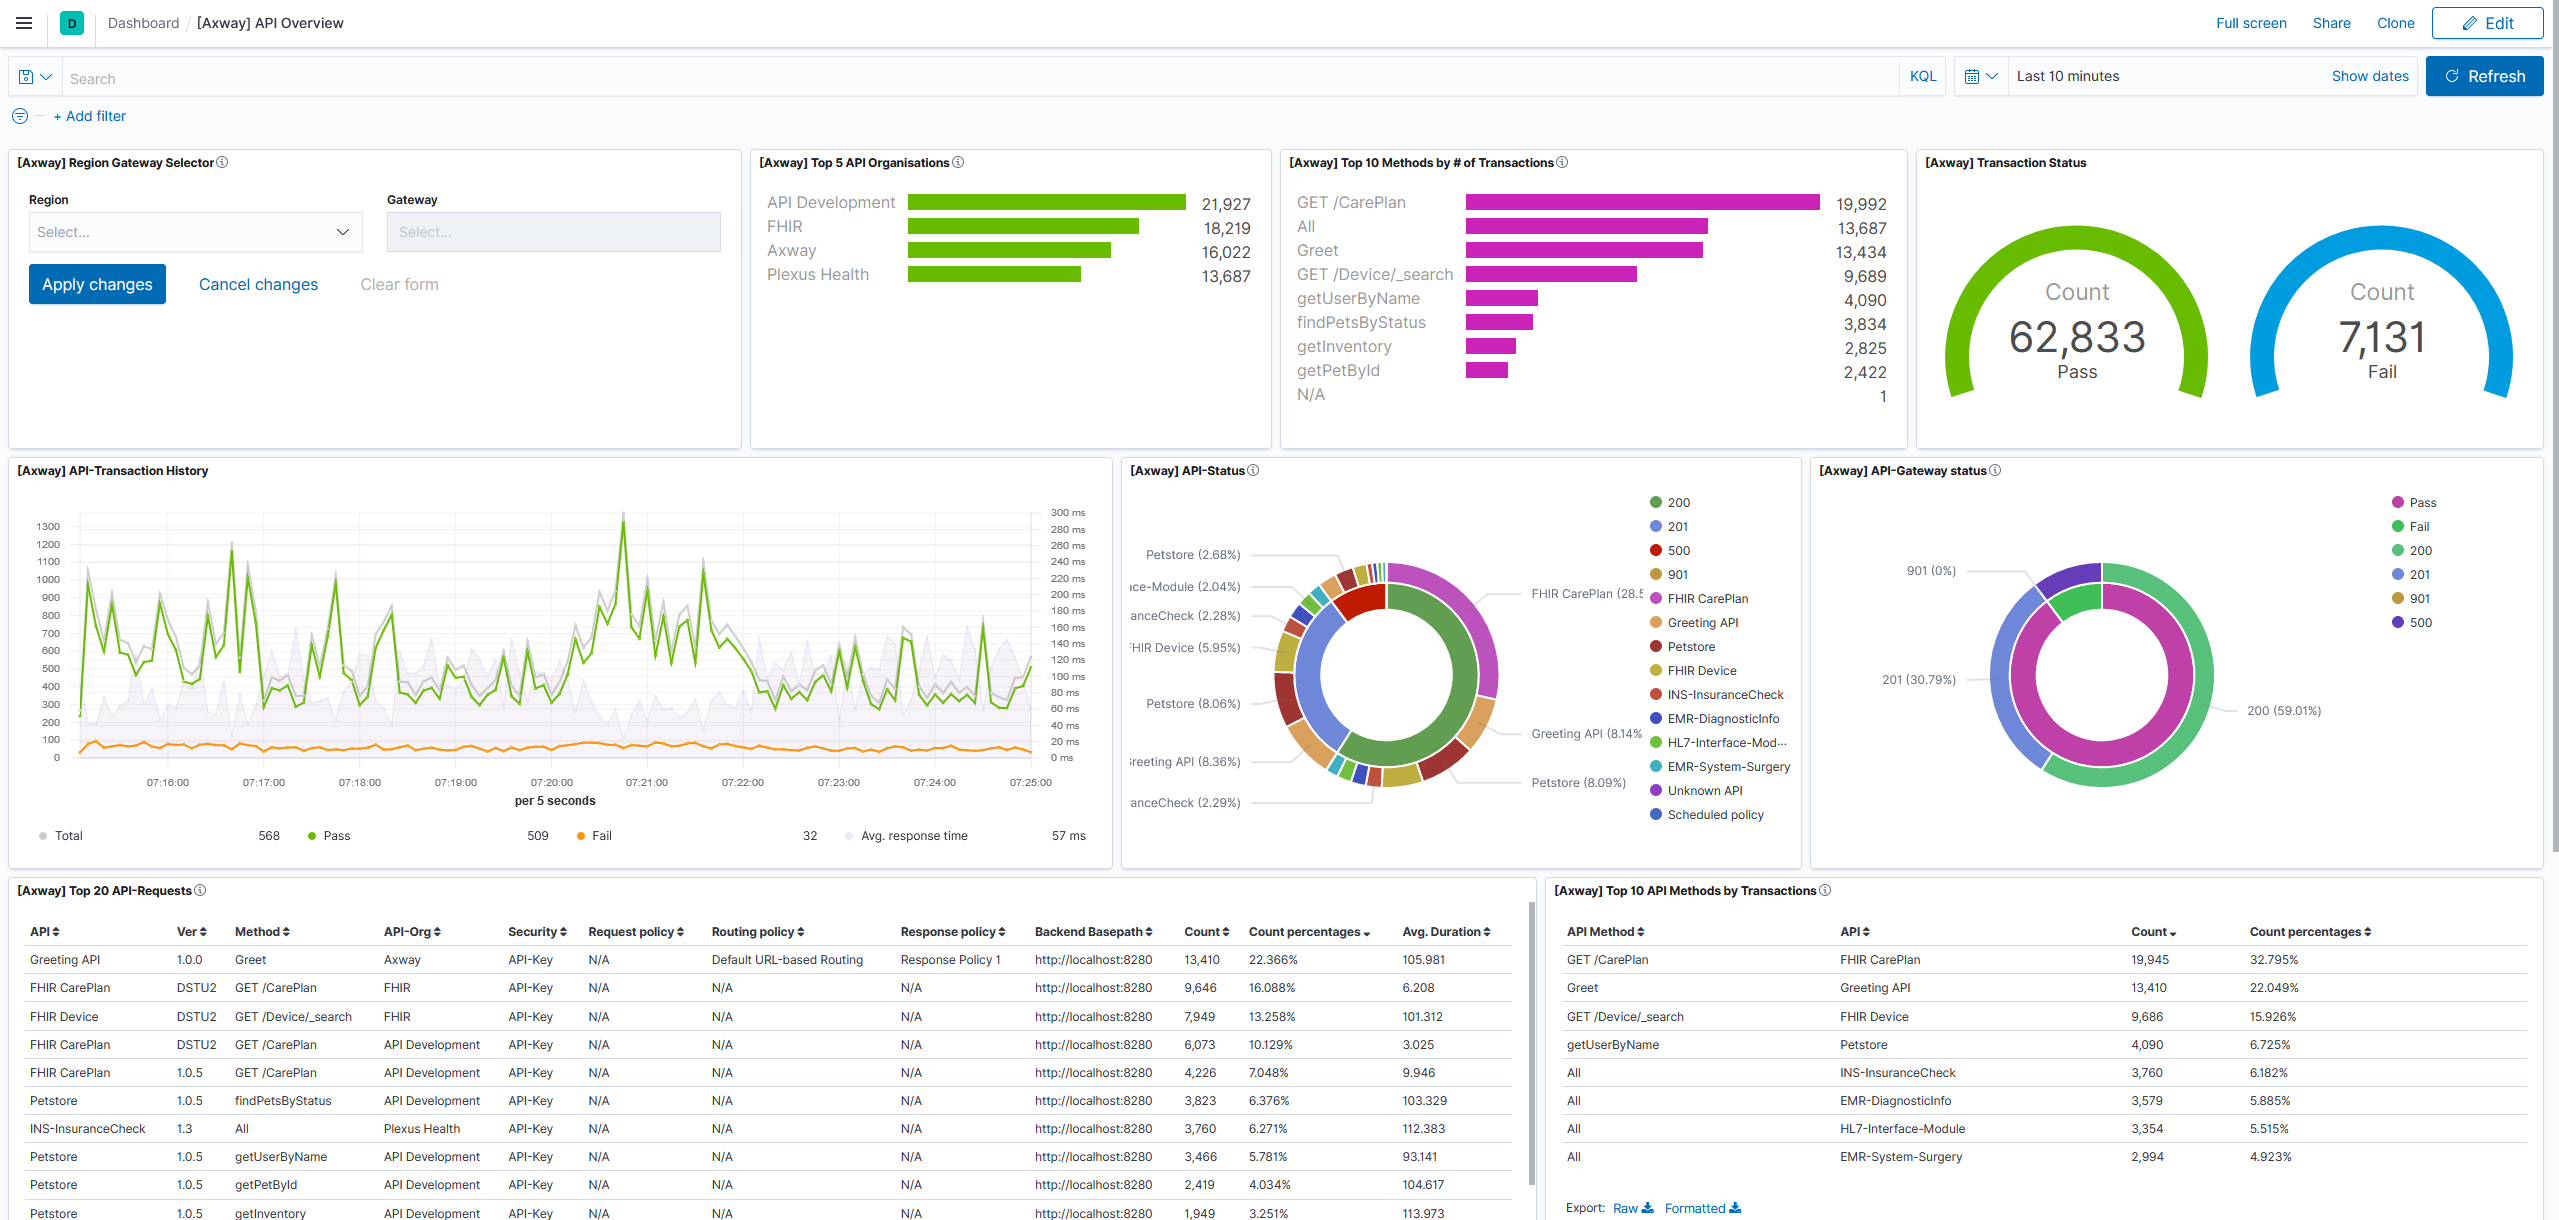 D Dashboard / [Axway] API Overview Full screen Share Clone Edit
Search KQL Last 10 minutes Show dates Refresh
+ Add filter
[Axway] Region Gateway Selector
Region Gateway
Select... Select...
Apply changes Cancel changes Clear form
[Axway] Top 5 API Organisations
API Development 21,927
FHIR 18,219
Axway 16,022
Plexus Health 13,687
[Axway] Top 10 Methods by # of Transactions
GET /CarePlan 19,992
All 13,687
Greet 13,434
GET /Device/_search 9,689
getUserByName 4,090
findPetsByStatus 3,834
getInventory 2,825
getPetById 2,422
N/A 1
[Axway] Transaction Status
Count Count
62,833 7,131
Pass Fail
[Axway] API-Transaction History
1300
1200
1100
1000
900
800
700
600
500
400
300
200
100
0
300 ms
280 ms
260 ms
240 ms
220 ms
200 ms
180 ms
160 ms
140 ms
120 ms
100 ms
80 ms
60 ms
40 ms
20 ms
0 ms
07:16:00 07:17:00 07:18:00 07:19:00 07:20:00 07:21:00 07:22:00 07:23:00 07:24:00 07:25:00
per 5 seconds
Total 568 Pass 509 Fail 32 Avg. response time 57 ms
[Axway] API-Status
Petstore (2.68%)
ace-Module (2.04%)
anceCheck (2.28%)
FHIR Device (5.95%)
Petstore (8.06%)
Greeting API (8.36%)
anceCheck (2.29%)
FHIR CarePlan (28.5
Greeting API (8.14%
Petstore (8.09%)
200
201
500
901
FHIR CarePlan
Greeting API
Petstore
FHIR Device
INS-InsuranceCheck
EMR-DiagnosticInfo
HL7-Interface-Mod...
EMR-System-Surgery
Unknown API
Scheduled policy
[Axway] API-Gateway status
901 (0%)
201 (30.79%)
200 (59.01%)
Pass
Fail
200
201
901
500
[Axway] Top 20 API-Requests
API Ver Method API-Org Security Request policy Routing policy Response policy Backend Basepath Count Count percentages Avg. Duration
Greeting API 1.0.0 Greet Axway API-Key N/A Default URL-based Routing Response Policy 1 http://localhost:8280 13,410 22.366% 105.981
FHIR CarePlan DSTU2 GET /CarePlan FHIR API-Key N/A N/A N/A http://localhost:8280 9,646 16.088% 6.208
FHIR Device DSTU2 GET /Device/_search FHIR API-Key N/A N/A N/A http://localhost:8280 7,949 13.258% 101.312
FHIR CarePlan DSTU2 GET /CarePlan API Development API-Key N/A N/A N/A http://localhost:8280 6,073 10.129% 3.025
FHIR CarePlan 1.0.5 GET /CarePlan API Development API-Key N/A N/A N/A http://localhost:8280 4,226 7.048% 9.946
Petstore 1.0.5 findPetsByStatus API Development API-Key N/A N/A N/A http://localhost:8280 3,823 6.376% 103.329
INS-InsuranceCheck 1.3 All Plexus Health API-Key N/A N/A N/A http://localhost:8280 3,760 6.271% 112.383
Petstore 1.0.5 getUserByName API Development API-Key N/A N/A N/A http://localhost:8280 3,466 5.781% 93.141
Petstore 1.0.5 getPetById API Development API-Key N/A N/A N/A http://localhost:8280 2,419 4.034% 104.617
Petstore 1.0.5 getInventory API Development API-Key N/A N/A N/A http://localhost:8280 1,949 3.251% 113.973
[Axway] Top 10 API Methods by Transactions
API Method API Count Count percentages
GET /CarePlan FHIR CarePlan 19,945 32.795%
Greet Greeting API 13,410 22.049%
GET /Device/_search FHIR Device 9,686 15.926%
getUserByName Petstore 4,090 6.725%
All INS-InsuranceCheck 3,760 6.182%
All EMR-DiagnosticInfo 3,579 5.885%
All HL7-Interface-Module 3,354 5.515%
All EMR-System-Surgery 2,994 4.923%
Export: Raw Formatted